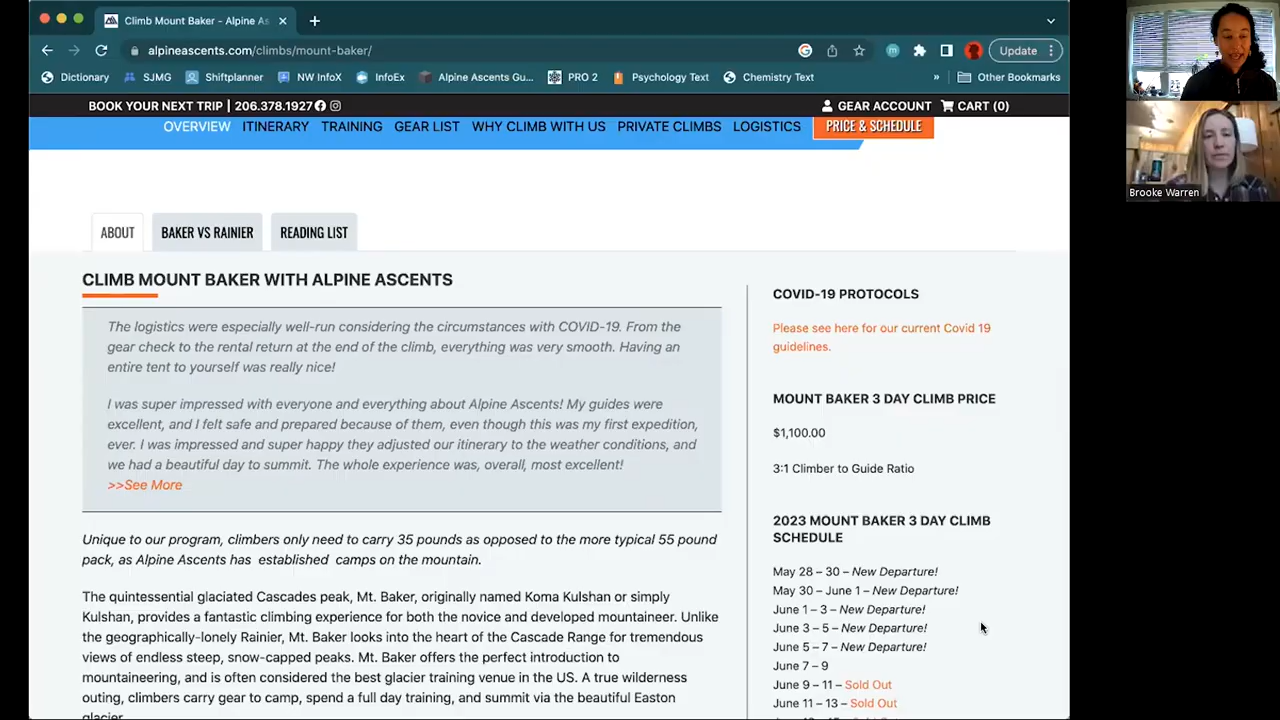 Climb Mount Baker - Alpine As
alpineascents.com/climbs/mount-baker/
Update
Dictionary SJMG Shiftplanner NW InfoX InfoEx Alpine Ascents Gu... PRO 2 Psychology Text Chemistry Text » Other Bookmarks
BOOK YOUR NEXT TRIP | 206.378.1927 GEAR ACCOUNT CART (0)
OVERVIEW ITINERARY TRAINING GEAR LIST WHY CLIMB WITH US PRIVATE CLIMBS LOGISTICS PRICE & SCHEDULE
Brooke Warren
ABOUT BAKER VS RAINIER READING LIST
CLIMB MOUNT BAKER WITH ALPINE ASCENTS
The logistics were especially well-run considering the circumstances with COVID-19. From the
gear check to the rental return at the end of the climb, everything was very smooth. Having an
entire tent to yourself was really nice!
I was super impressed with everyone and everything about Alpine Ascents! My guides were
excellent, and I felt safe and prepared because of them, even though this was my first expedition,
ever. I was impressed and super happy they adjusted our itinerary to the weather conditions, and
we had a beautiful day to summit. The whole experience was, overall, most excellent!
>>See More
Unique to our program, climbers only need to carry 35 pounds as opposed to the more typical 55 pound
pack, as Alpine Ascents has established camps on the mountain.
The quintessential glaciated Cascades peak, Mt. Baker, originally named Koma Kulshan or simply
Kulshan, provides a fantastic climbing experience for both the novice and developed mountaineer. Unlike
the geographically-lonely Rainier, Mt. Baker looks into the heart of the Cascade Range for tremendous
views of endless steep, snow-capped peaks. Mt. Baker offers the perfect introduction to
mountaineering, and is often considered the best glacier training venue in the US. A true wilderness
outing, climbers carry gear to camp, spend a full day training, and summit via the beautiful Easton
glacier.
COVID-19 PROTOCOLS
Please see here for our current Covid 19
guidelines.
MOUNT BAKER 3 DAY CLIMB PRICE
$1,100.00
3:1 Climber to Guide Ratio
2023 MOUNT BAKER 3 DAY CLIMB
SCHEDULE
May 28 – 30 – New Departure!
May 30 – June 1 – New Departure!
June 1 – 3 – New Departure!
June 3 – 5 – New Departure!
June 5 – 7 – New Departure!
June 7 – 9
June 9 – 11 – Sold Out
June 11 – 13 – Sold Out